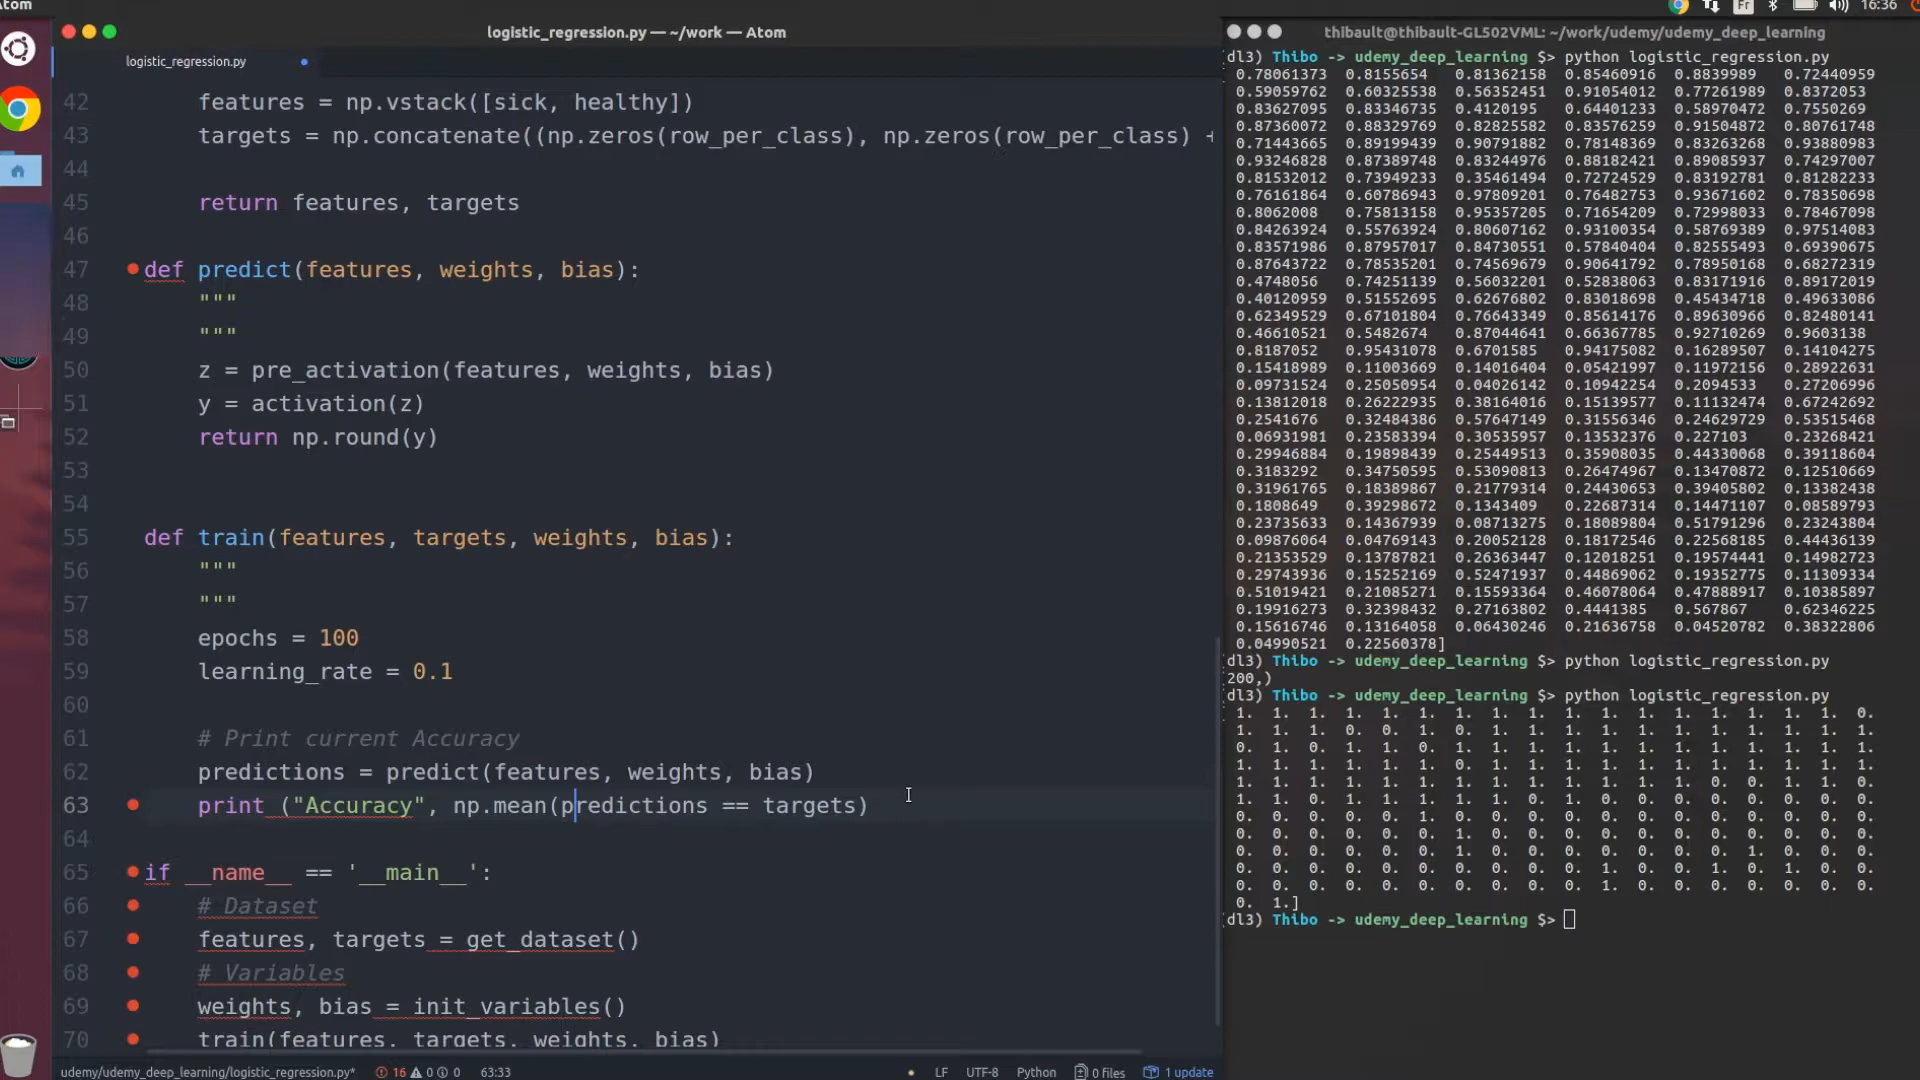 Atom
Fr
16:36
logistic_regression.py — ~/work — Atom
logistic_regression.py
42 features = np.vstack([sick, healthy])
43 targets = np.concatenate((np.zeros(row_per_class), np.zeros(row_per_class) +
44
45 return features, targets
46
47 def predict(features, weights, bias):
48 """
49 """
50 z = pre_activation(features, weights, bias)
51 y = activation(z)
52 return np.round(y)
53
54
55 def train(features, targets, weights, bias):
56 """
57 """
58 epochs = 100
59 learning_rate = 0.1
60
61 # Print current Accuracy
62 predictions = predict(features, weights, bias)
63 print ("Accuracy", np.mean(predictions == targets)
64
65 if __name__ == '__main__':
66 # Dataset
67 features, targets = get_dataset()
68 # Variables
69 weights, bias = init_variables()
70 train(features, targets, weights, bias)
udemy/udemy_deep_learning/logistic_regression.py* 16 0 0 63:33 LF UTF-8 Python 0 files 1 update
thibault@thibault-GL502VML: ~/work/udemy/udemy_deep_learning
(dl3) Thibo -> udemy_deep_learning $> python logistic_regression.py
0.78061373 0.8155654 0.81362158 0.85460916 0.8839989 0.72440959
0.59059762 0.60325538 0.56352451 0.91054012 0.77261989 0.8372053
0.83627095 0.83346735 0.4120195 0.64401233 0.58970472 0.7550269
0.87360072 0.88329769 0.82825582 0.83576259 0.91504872 0.80761748
0.71443665 0.89199439 0.90791882 0.78148369 0.83263268 0.93880983
0.93246828 0.87389748 0.83244976 0.88182421 0.89085937 0.74297007
0.81532012 0.73949233 0.35461494 0.72724529 0.83192781 0.81282233
0.76161864 0.60786943 0.97809201 0.76482753 0.93671602 0.78350698
0.8062008 0.75813158 0.95357205 0.71654209 0.72998033 0.78467098
0.84263924 0.55763924 0.80607162 0.93100354 0.58769389 0.97514083
0.83571986 0.87957017 0.84730551 0.57840404 0.82555493 0.69390675
0.87643722 0.78535201 0.74569679 0.90641792 0.78950168 0.68272319
0.4748056 0.74251139 0.56032201 0.52838063 0.83171916 0.89172019
0.40120959 0.51552695 0.62676802 0.83018698 0.45434718 0.49633086
0.62349529 0.67101804 0.76643349 0.85614176 0.89630966 0.82480141
0.46610521 0.5482674 0.87044641 0.66367785 0.92710269 0.9603138
0.8187052 0.95431078 0.6701585 0.94175082 0.16289507 0.14104275
0.15418989 0.11003669 0.14016404 0.05421997 0.11972156 0.28922631
0.09731524 0.25050954 0.04026142 0.10942254 0.2094533 0.27206996
0.13812018 0.26222935 0.38164016 0.15139577 0.11132474 0.67242692
0.2541676 0.32484386 0.57647149 0.31556346 0.24629729 0.53515468
0.06931981 0.23583394 0.30535957 0.13532376 0.227103 0.23268421
0.29946884 0.19898439 0.25449513 0.35908035 0.44330068 0.39118604
0.3183292 0.34750595 0.53090813 0.26474967 0.13470872 0.12510669
0.31961765 0.18389867 0.21779314 0.24430653 0.39405802 0.13382438
0.1808649 0.39298672 0.1343409 0.22687314 0.14471107 0.08589793
0.23735633 0.14367939 0.08713275 0.18089804 0.51791296 0.23243804
0.09876064 0.04769143 0.20052128 0.18172546 0.22568185 0.44436139
0.21353529 0.13787821 0.26363447 0.12018251 0.19574441 0.14982723
0.29743936 0.15252169 0.52471937 0.44869062 0.19352775 0.11309334
0.51019421 0.21085271 0.15593364 0.46078064 0.47888917 0.10385897
0.19916273 0.32398432 0.27163802 0.4441385 0.567867 0.62346225
0.15616746 0.13164058 0.06430246 0.21636758 0.04520782 0.38322806
0.04990521 0.22560378]
(dl3) Thibo -> udemy_deep_learning $> python logistic_regression.py
200,)
(dl3) Thibo -> udemy_deep_learning $> python logistic_regression.py
1. 1. 1. 1. 1. 1. 1. 1. 1. 1. 1. 1. 1. 1. 1. 1. 1. 0.
1. 1. 1. 0. 0. 1. 0. 1. 1. 1. 1. 1. 1. 1. 1. 1. 1. 1.
0. 1. 0. 1. 1. 0. 1. 1. 1. 1. 1. 1. 1. 1. 1. 1. 1. 1.
1. 1. 1. 1. 1. 1. 0. 1. 1. 1. 1. 1. 1. 1. 1. 1. 1. 1.
1. 1. 1. 1. 1. 1. 1. 1. 1. 1. 1. 1. 1. 0. 0. 1. 1. 0.
1. 1. 0. 1. 1. 1. 1. 1. 1. 0. 0. 0. 0. 0. 0. 0. 0. 0.
0. 0. 0. 0. 0. 1. 0. 0. 0. 0. 0. 0. 0. 0. 0. 0. 0. 0.
0. 0. 0. 0. 0. 0. 1. 0. 0. 0. 0. 0. 0. 0. 0. 0. 0. 0.
0. 0. 0. 0. 0. 0. 1. 0. 0. 0. 0. 0. 0. 0. 1. 0. 0. 0.
0. 0. 0. 0. 0. 0. 0. 0. 0. 0. 1. 0. 0. 1. 0. 1. 0. 0.
0. 0. 0. 0. 0. 0. 0. 0. 0. 0. 1. 0. 0. 0. 0. 0. 0. 0.
0. 1.]
(dl3) Thibo -> udemy_deep_learning $>